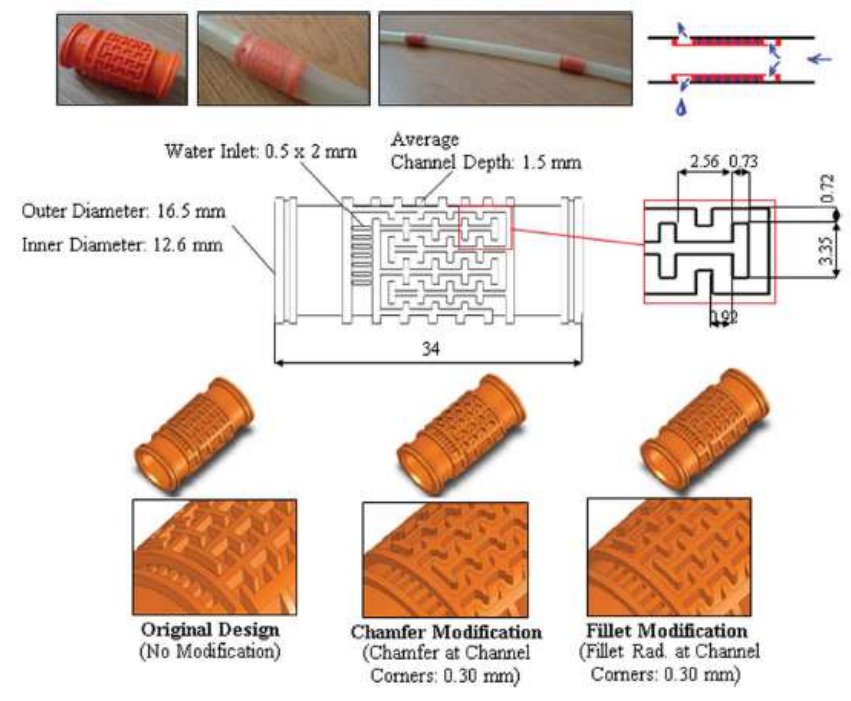 Water Inlet: 0.5 x 2 mm
Average
Channel Depth: 1.5 mm
Outer Diameter: 16.5 mm
Inner Diameter: 12.6 mm
2.56
0.73
0.72
3.35
0.92
34
Original Design
(No Modification)
Chamfer Modification
(Chamfer at Channel
Corners: 0.30 mm)
Fillet Modification
(Fillet Rad. at Channel
Corners: 0.30 mm)